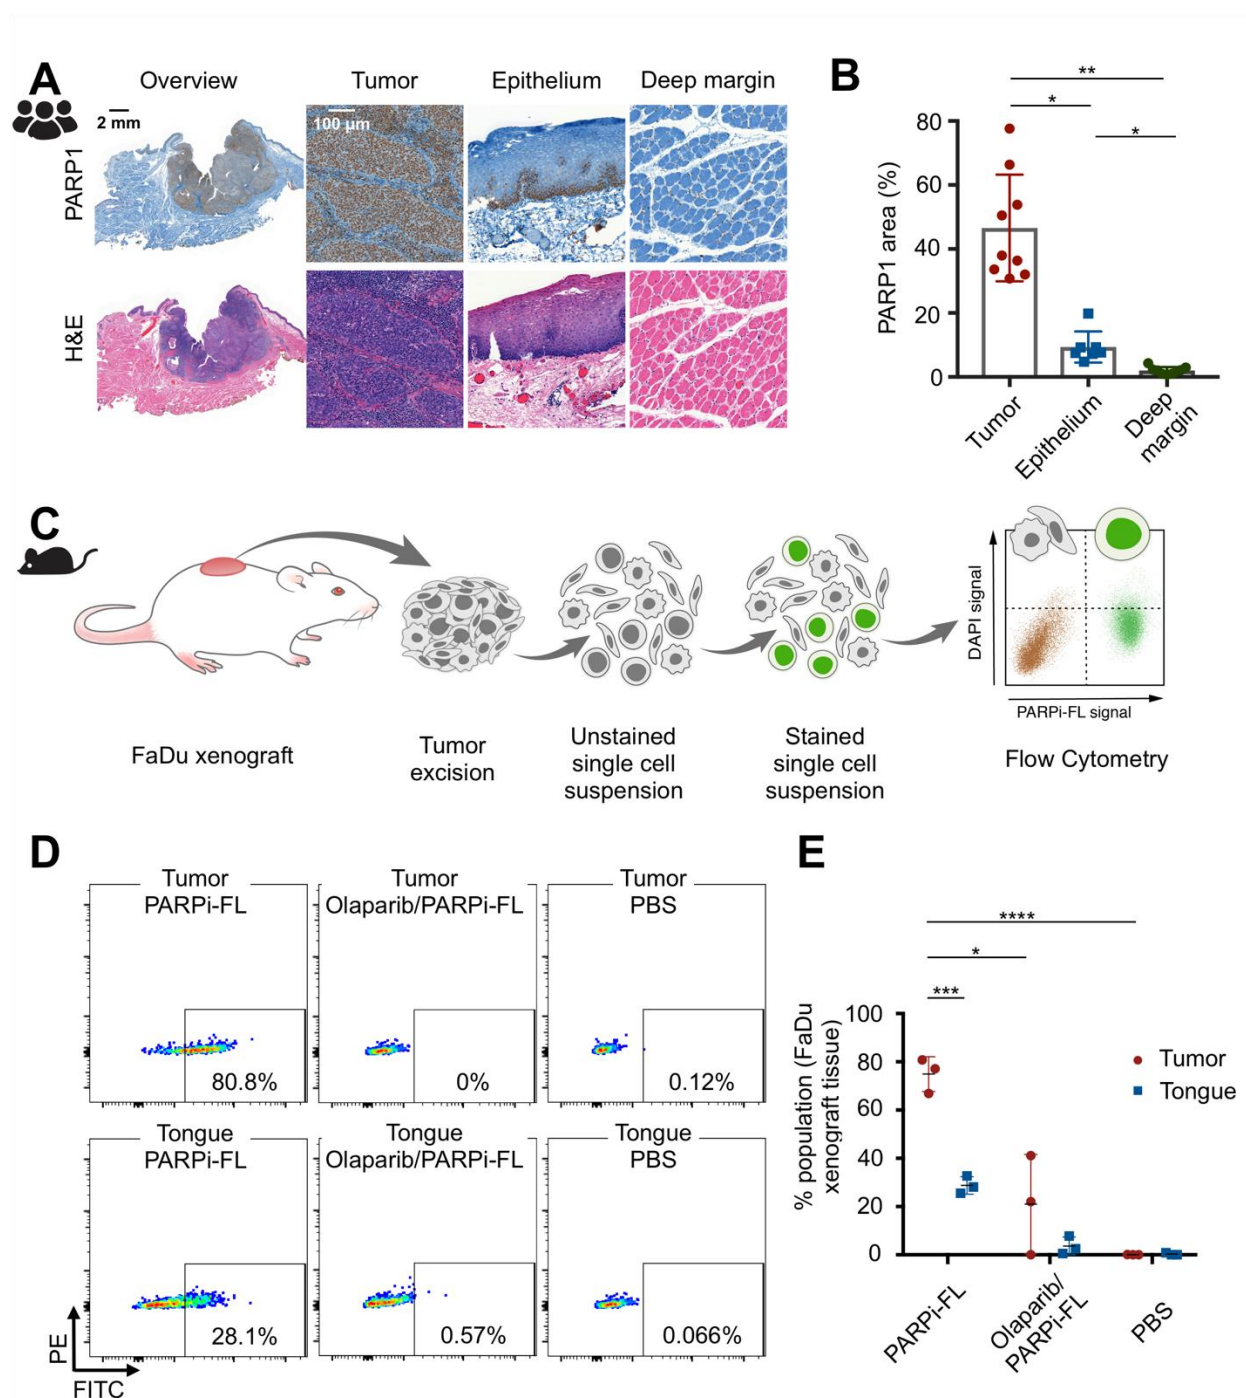 A
Overview
Tumor
Epithelium
Deep margin
2 mm
100 µm
PARP1
H&E
B
**
*
*
PARP1 area (%)
80
60
40
20
0
Tumor
Epithelium
Deep
margin
C
FaDu xenograft
Tumor
excision
Unstained
single cell
suspension
Stained
single cell
suspension
DAPI signal
PARPi-FL signal
Flow Cytometry
D
Tumor
PARPi-FL
80.8%
Tumor
Olaparib/PARPi-FL
0%
Tumor
PBS
0.12%
Tongue
PARPi-FL
28.1%
Tongue
Olaparib/PARPi-FL
0.57%
Tongue
PBS
0.066%
PE
FITC
E
****
*
***
% population (FaDu
xenograft tissue)
100
80
60
40
20
0
Tumor
Tongue
PARPi-FL
Olaparib/
PARPi-FL
PBS